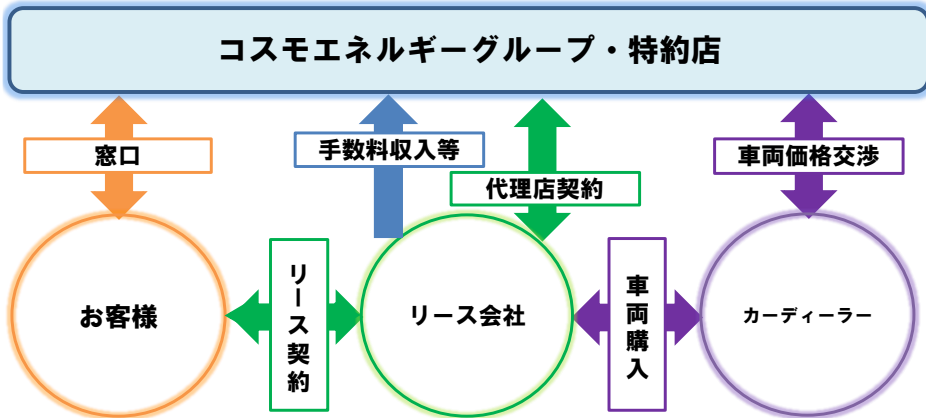 コスモエネルギーグループ・特約店
窓口
手数料収入等
代理店契約
車両価格交渉
お客様
リース契約
リース会社
車両購入
カーディーラー